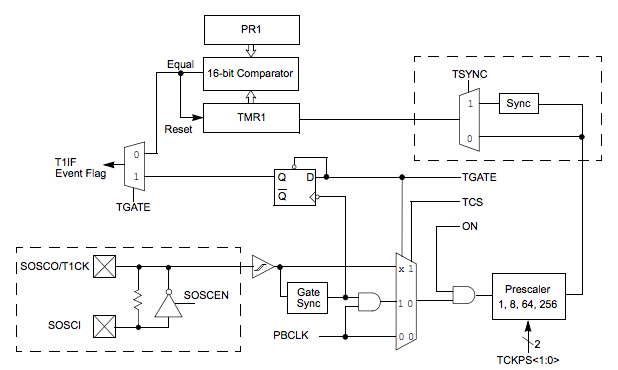 PR1
Equal
16-bit Comparator
TSYNC
1
Sync
TMR1
Reset
0
T1IF
Event Flag
0
1
Q
D
Q
TGATE
TGATE
TCS
ON
SOSCO/T1CK
x 1
SOSCEN
Gate
Sync
1 0
Prescaler
1, 8, 64, 256
SOSCI
PBCLK
0 0
2
TCKPS<1:0>